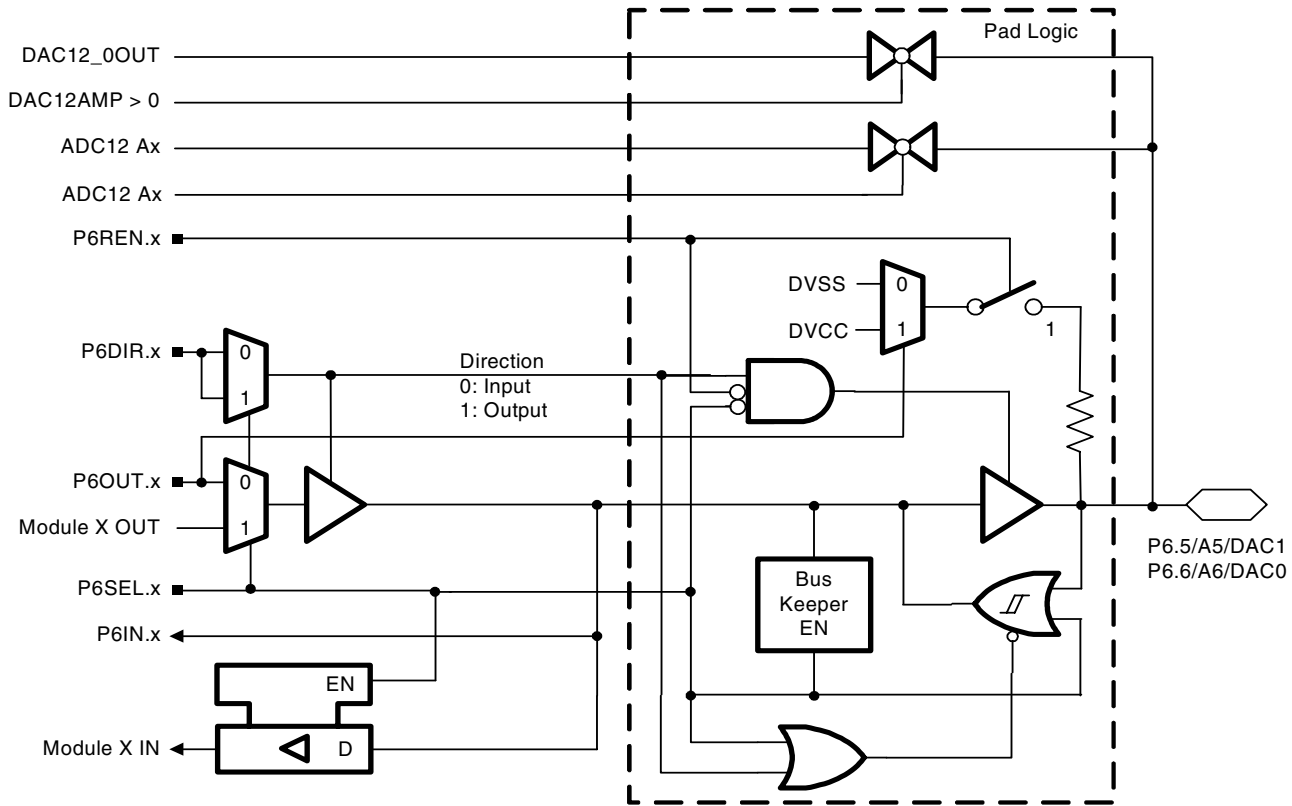 Pad Logic
DAC12_0OUT
DAC12AMP > 0
ADC12 Ax
ADC12 Ax
P6REN.x
DVSS
0
DVCC
1
1
P6DIR.x
0
1
Direction
0: Input
1: Output
P6OUT.x
0
Module X OUT
1
P6SEL.x
P6IN.x
Bus
Keeper
EN
P6.5/A5/DAC1
P6.6/A6/DAC0
EN
D
Module X IN